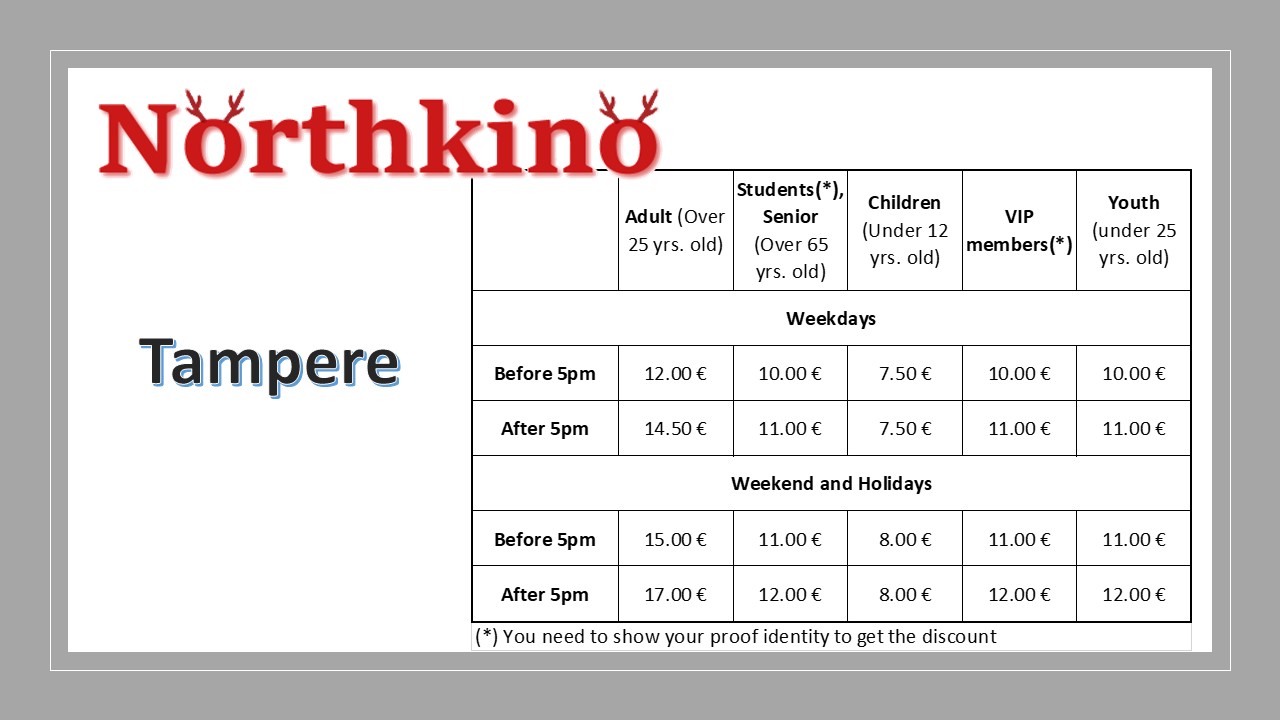 Northkino
Tampere
Adult (Over
25 yrs. old)
Students(*),
Senior
(Over 65
yrs. old)
Children
(Under 12
yrs. old)
VIP
members(*)
Youth
(under 25
yrs. old)
Weekdays
Before 5pm 12.00 € 10.00 € 7.50 € 10.00 € 10.00 €
After 5pm 14.50 € 11.00 € 7.50 € 11.00 € 11.00 €
Weekend and Holidays
Before 5pm 15.00 € 11.00 € 8.00 € 11.00 € 11.00 €
After 5pm 17.00 € 12.00 € 8.00 € 12.00 € 12.00 €
(*) You need to show your proof identity to get the discount